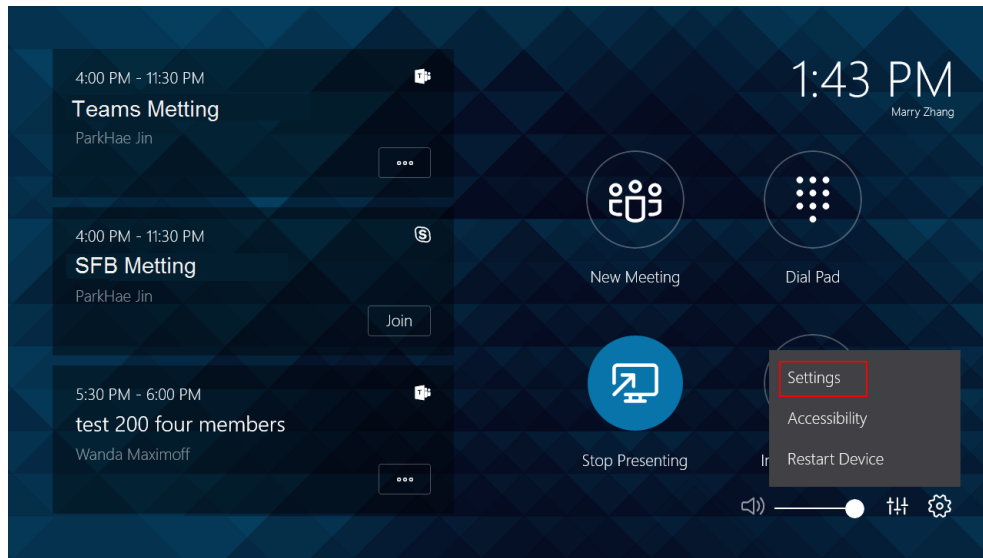 4:00 PM - 11:30 PM
Teams Metting
ParkHae Jin
4:00 PM - 11:30 PM
SFB Metting
ParkHae Jin
Join
5:30 PM - 6:00 PM
test 200 four members
Wanda Maximoff
1:43 PM
Marry Zhang
New Meeting
Dial Pad
Stop Presenting
Settings
Accessibility
Restart Device